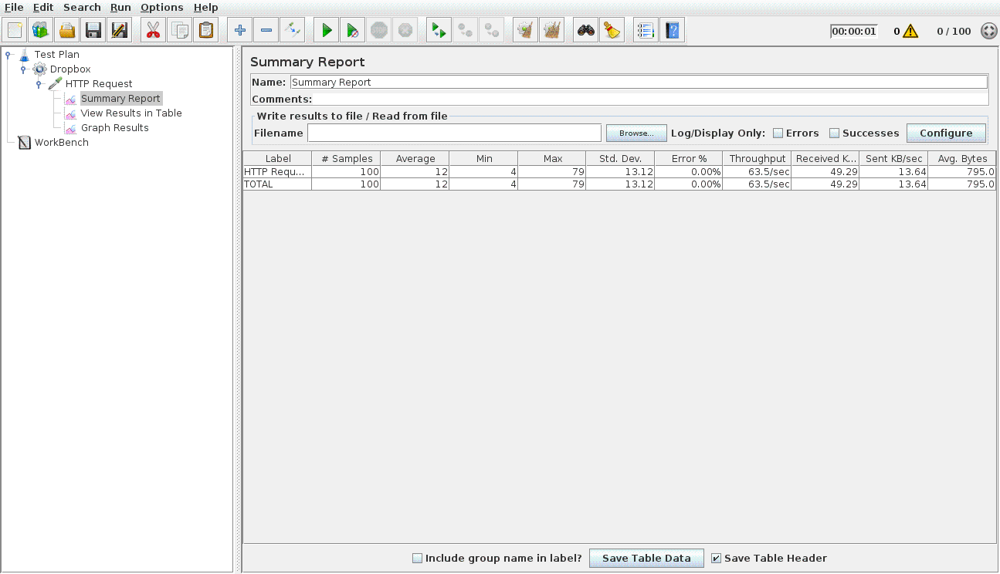 File Edit Search Run Options Help
00:00:01 0 0 / 100
Test Plan
Dropbox
HTTP Request
Summary Report
View Results in Table
Graph Results
WorkBench
Summary Report
Name: Summary Report
Comments:
Write results to file / Read from file
Filename Browse... Log/Display Only: Errors Successes Configure
Label # Samples Average Min Max Std. Dev. Error % Throughput Received K... Sent KB/sec Avg. Bytes
HTTP Requ... 100 12 4 79 13.12 0.00% 63.5/sec 49.29 13.64 795.0
TOTAL 100 12 4 79 13.12 0.00% 63.5/sec 49.29 13.64 795.0
Include group name in label? Save Table Data Save Table Header